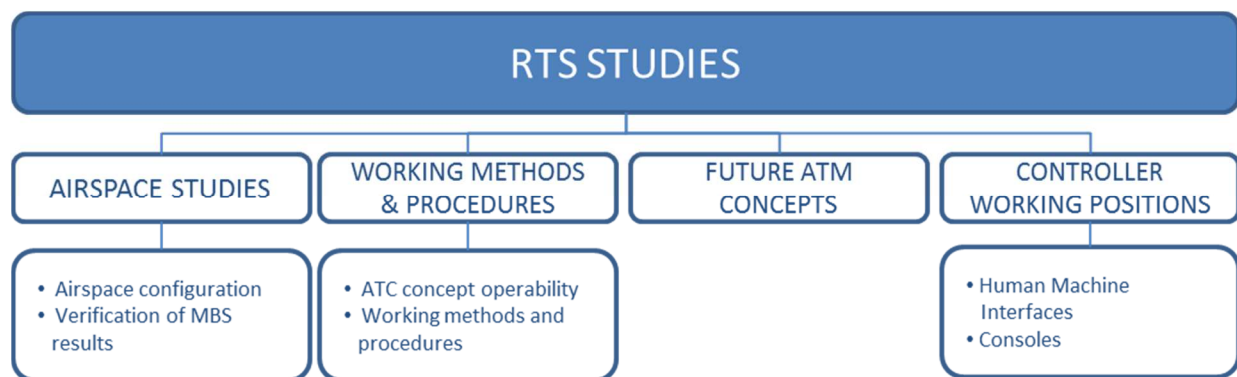 RTS STUDIES
AIRSPACE STUDIES
WORKING METHODS
& PROCEDURES
FUTURE ATM
CONCEPTS
CONTROLLER
WORKING POSITIONS
• Airspace configuration
• Verification of MBS
results
• ATC concept operability
• Working methods and
procedures
• Human Machine
Interfaces
• Consoles